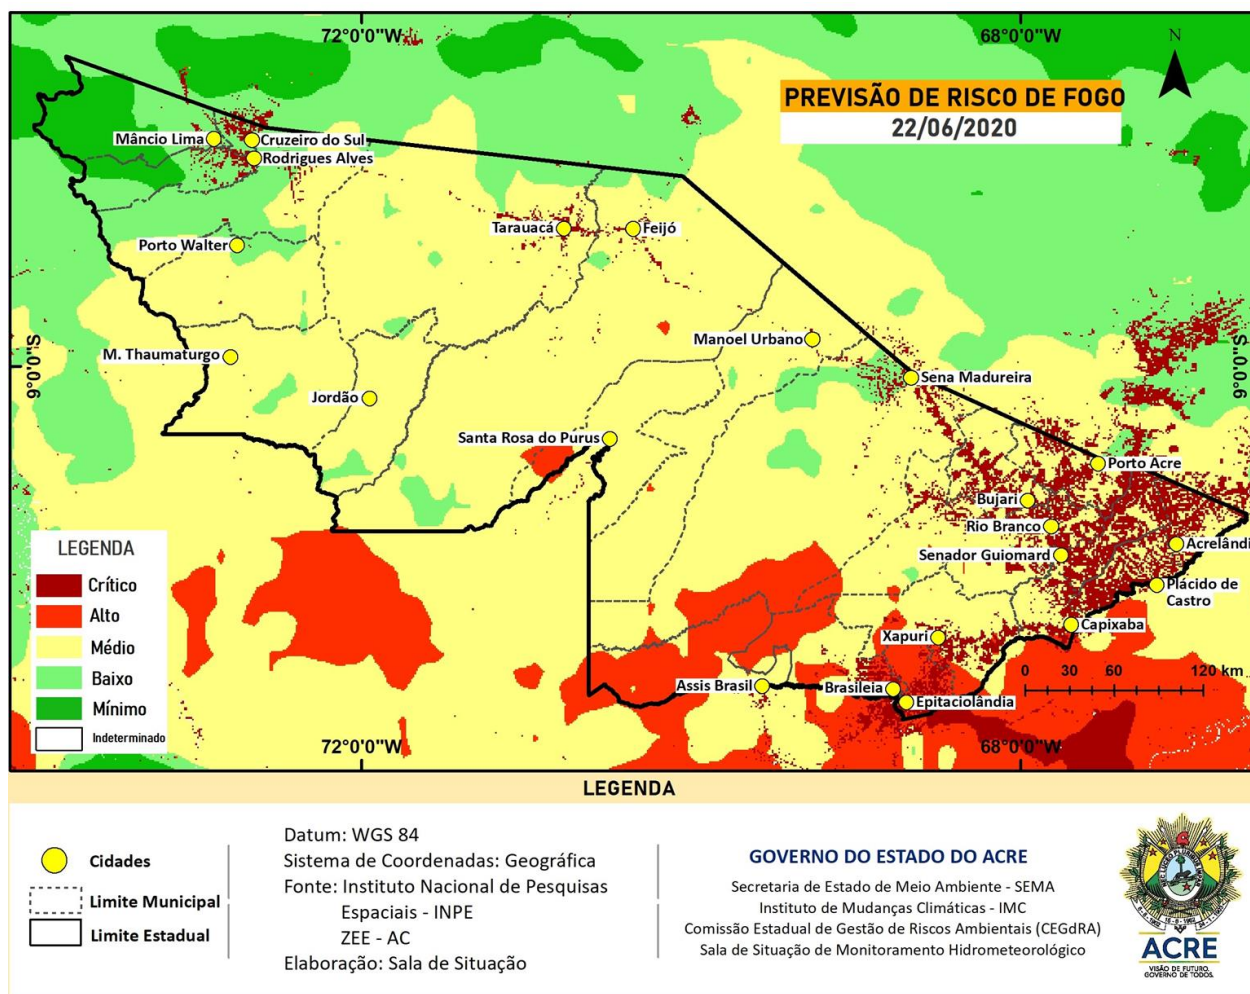 72°0'0"W
68°0'0"W
N
PREVISÃO DE RISCO DE FOGO
22/06/2020
Mâncio Lima
Cruzeiro do Sul
Rodrigues Alves
Tarauacá
Feijó
Porto Walter
9°0'0"S
9°0'0"S
Manoel Urbano
M. Thaumaturgo
Sena Madureira
Jordão
Santa Rosa do Purus
Porto Acre
Bujari
Rio Branco
Acrelândi
Senador Guiomard
Plácido de
Castro
Capixaba
Xapuri
Assis Brasil
Brasileia
Epitaciolândia
0 30 60 120 km
LEGENDA
Crítico
Alto
Médio
Baixo
Mínimo
Indeterminado
72°0'0"W
68°0'0"W
LEGENDA
Cidades
Limite Municipal
Limite Estadual
Datum: WGS 84
Sistema de Coordenadas: Geográfica
Fonte: Instituto Nacional de Pesquisas
Espaciais - INPE
ZEE - AC
Elaboração: Sala de Situação
GOVERNO DO ESTADO DO ACRE
Secretaria de Estado de Meio Ambiente - SEMA
Instituto de Mudanças Climáticas - IMC
Comissão Estadual de Gestão de Riscos Ambientais (CEGdRA)
Sala de Situação de Monitoramento Hidrometeorológico
ACRE
VISÃO DE FUTURO.
GOVERNO DE TODOS.